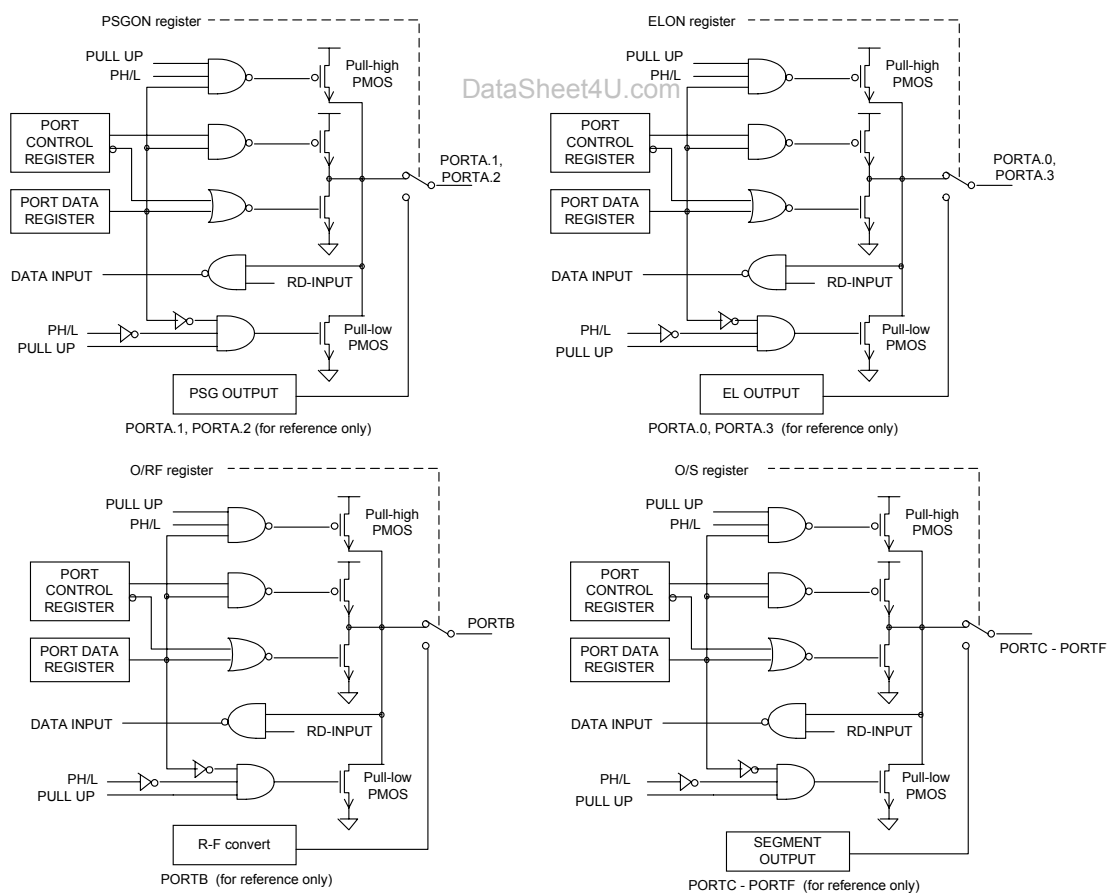 PSGON register
PULL UP
PH/L
Pull-high
PMOS
PORT
CONTROL
REGISTER
PORT DATA
REGISTER
PORTA.1,
PORTA.2
DATA INPUT
RD-INPUT
PH/L
PULL UP
Pull-low
PMOS
PSG OUTPUT
PORTA.1, PORTA.2 (for reference only)
ELON register
PULL UP
PH/L
Pull-high
PMOS
DataSheet4U.com
PORT
CONTROL
REGISTER
PORT DATA
REGISTER
PORTA.0,
PORTA.3
DATA INPUT
RD-INPUT
PH/L
PULL UP
Pull-low
PMOS
EL OUTPUT
PORTA.0, PORTA.3 (for reference only)
O/RF register
PULL UP
PH/L
Pull-high
PMOS
PORT
CONTROL
REGISTER
PORT DATA
REGISTER
PORTB
DATA INPUT
RD-INPUT
PH/L
PULL UP
Pull-low
PMOS
R-F convert
PORTB (for reference only)
O/S register
PULL UP
PH/L
Pull-high
PMOS
PORT
CONTROL
REGISTER
PORT DATA
REGISTER
PORTC - PORTF
DATA INPUT
RD-INPUT
PH/L
PULL UP
Pull-low
PMOS
SEGMENT
OUTPUT
PORTC - PORTF (for reference only)